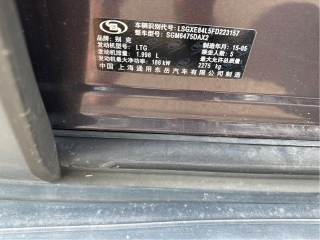 车辆识别代号: LSGXE84L5FD223157
整车型号: SGM6475DAX2
品牌: 别克
发动机型号: LTG 制造年月: 15-05
发动机排量: 1.998 L 乘坐人数: 5
发动机最大净功率: 186 kW 最大允许总质量: 2275 kg
中国 上海通用东岳汽车有限公司制造